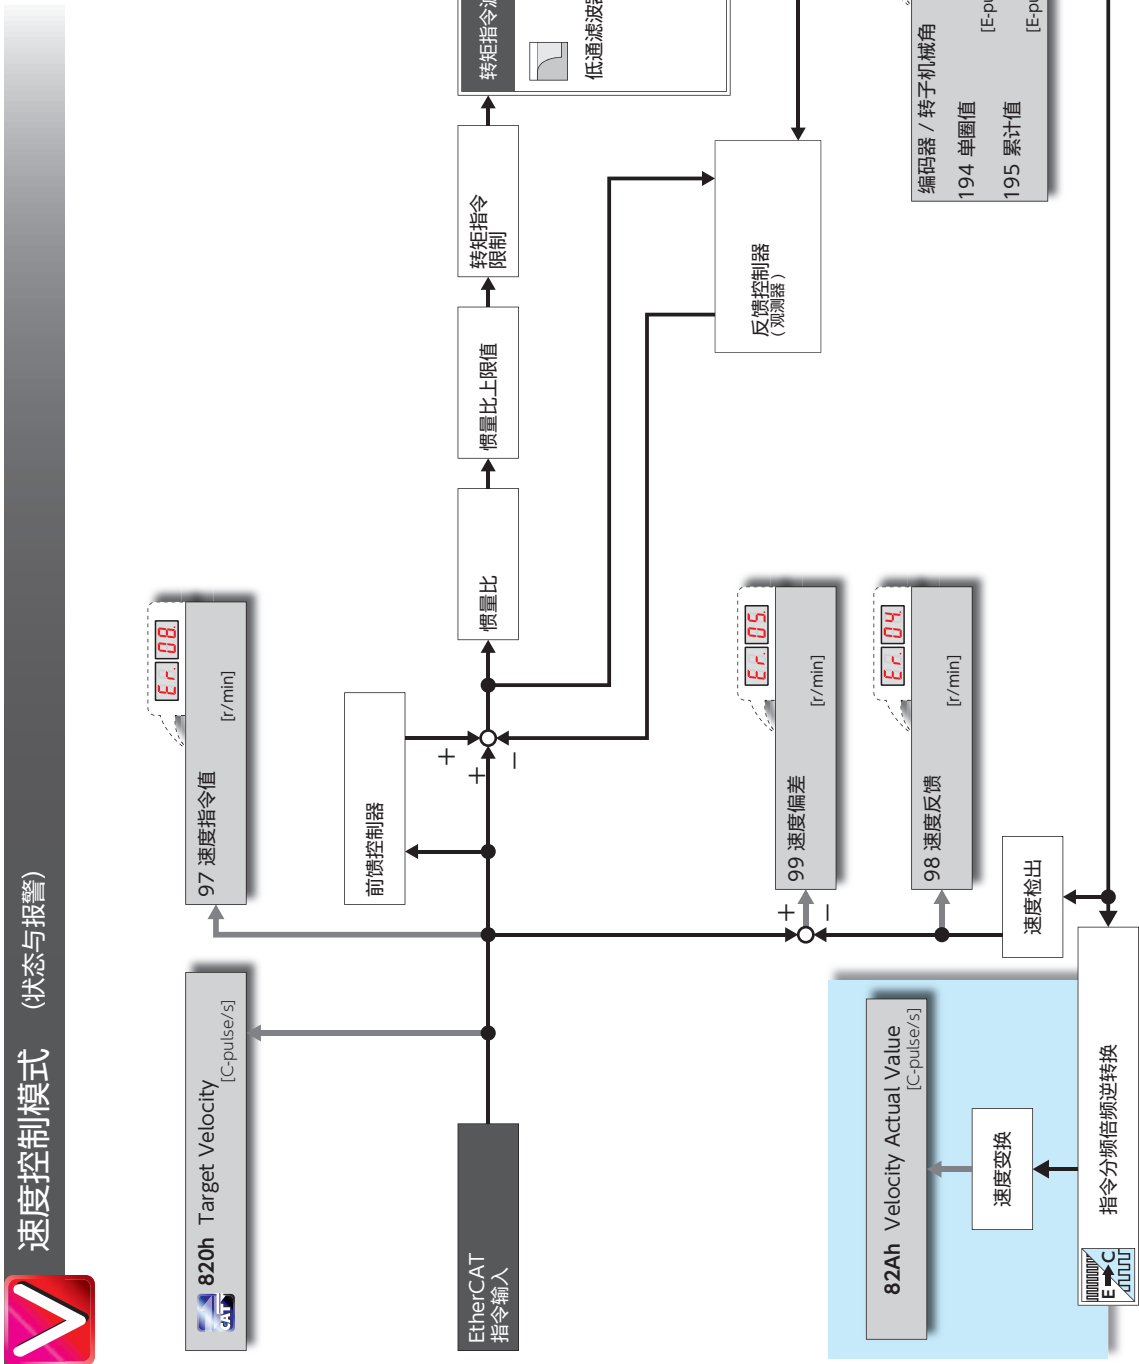 速度控制模式 (状态与报警)
820h Target Velocity
[C-pulse/s]
CAT
97 速度指令值
[r/min]
Er. 08.
前馈控制器
EtherCAT
指令输入
+
+
−
惯量比
惯量比上限值
转矩指令
限制
转矩指令
低通滤波器
反馈控制器
(观测器)
99 速度偏差
[r/min]
Er. 05.
98 速度反馈
[r/min]
Er. 04.
+
−
速度检出
82Ah Velocity Actual Value
[C-pulse/s]
速度变换
指令分频倍频逆转换
E C
编码器 / 转子机械角
194 单圈值
195 累计值